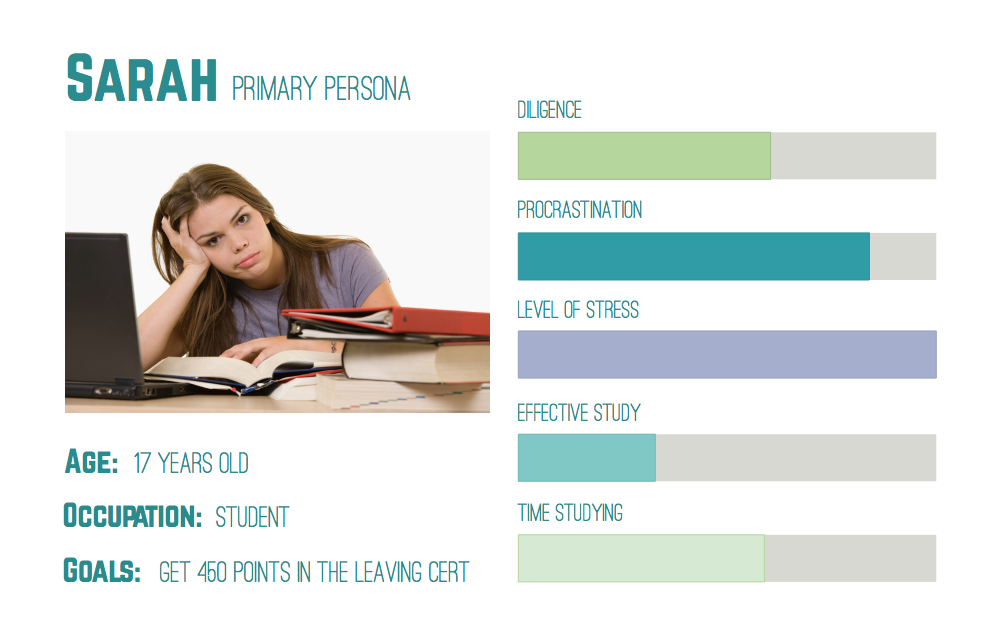 SARAH PRIMARY PERSONA
DILIGENCE
PROCRASTINATION
LEVEL OF STRESS
EFFECTIVE STUDY
TIME STUDYING
AGE: 17 YEARS OLD
OCCUPATION: STUDENT
GOALS: GET 450 POINTS IN THE LEAVING CERT